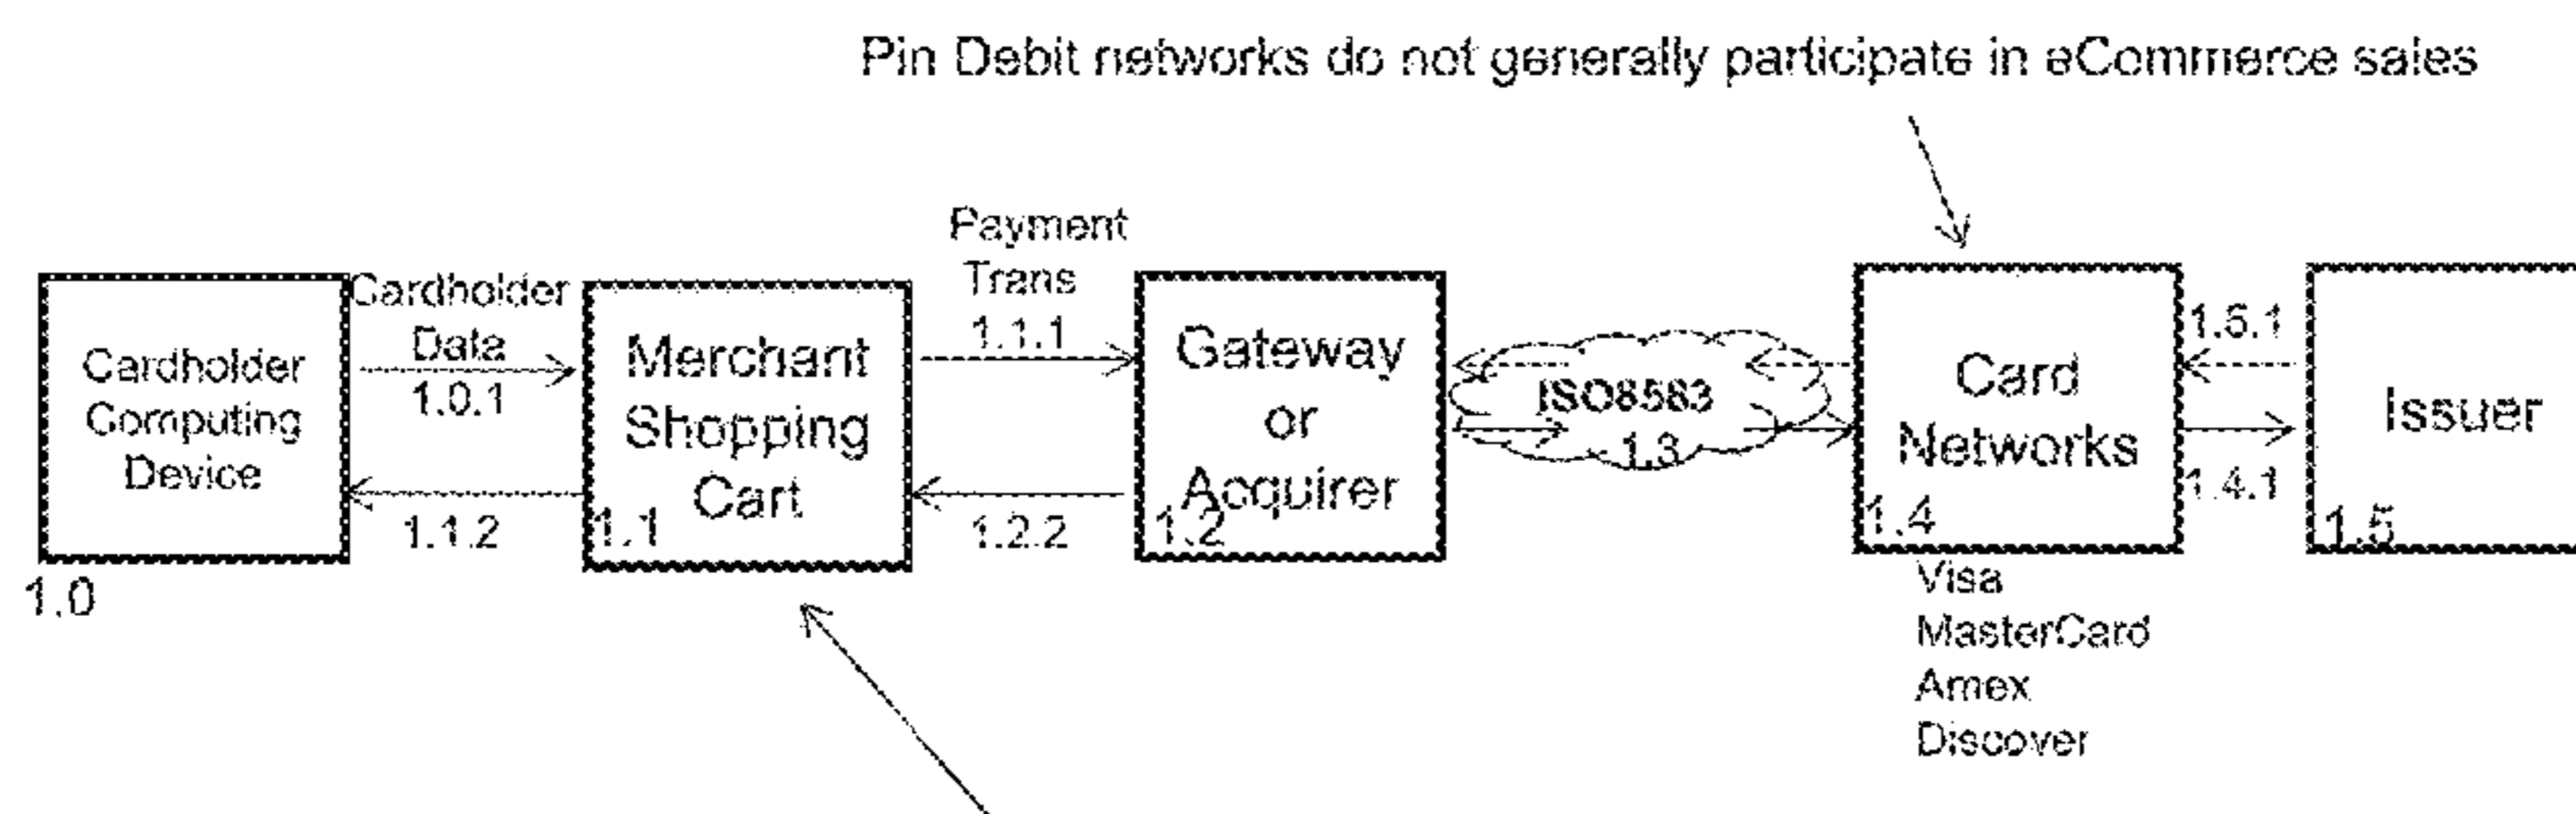 Pin Debit networks do not generally participate in eCommerce sales
Cardholder
Computing
Device
1.0
Cardholder
Data
1.0.1
1.1.2
Merchant
Shopping
Cart
1.1
Payment
Trans
1.1.1
1.2.2
Gateway
or
Acquirer
1.2
ISO8583
1.3
Card
Networks
1.4
Visa
MasterCard
Amex
Discover
1.5.1
1.4.1
Issuer
1.5